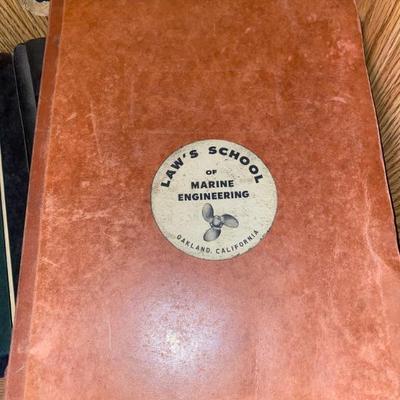 LAW'S SCHOOL
OF
MARINE
ENGINEERING
OAKLAND, CALIFORNIA